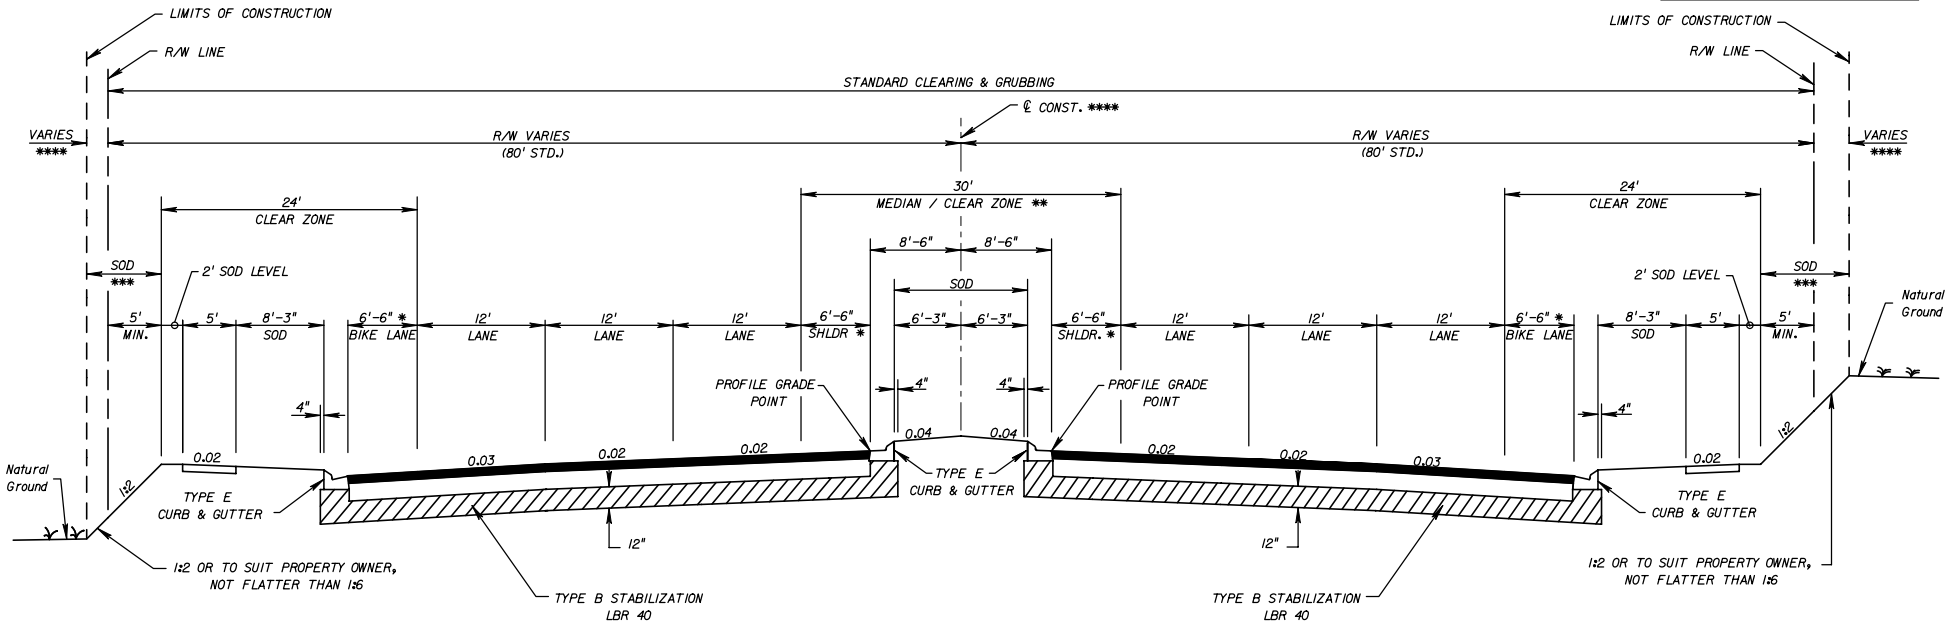 LIMITS OF CONSTRUCTION
LIMITS OF CONSTRUCTION
R/W LINE
R/W LINE
STANDARD CLEARING & GRUBBING
℄ CONST. ****
VARIES
****
R/W VARIES
(80' STD.)
R/W VARIES
(80' STD.)
VARIES
****
24'
CLEAR ZONE
30'
MEDIAN / CLEAR ZONE **
24'
CLEAR ZONE
8'-6"
8'-6"
SOD
***
2' SOD LEVEL
SOD
2' SOD LEVEL
SOD
***
Natural
Ground
5'
MIN.
5'
8'-3"
SOD
6'-6" *
BIKE LANE
12'
LANE
12'
LANE
12'
LANE
6'-6"
SHLDR *
6'-3"
6'-3"
6'-6"
SHLDR. *
12'
LANE
12'
LANE
12'
LANE
6'-6" *
BIKE LANE
8'-3"
SOD
5'
5'
MIN.
PROFILE GRADE
POINT
4"
4"
PROFILE GRADE
POINT
4"
4"
0.04
0.04
1:2
0.02
0.03
0.02
0.02
0.02
0.02
0.03
0.02
Natural
Ground
1:2
TYPE E
CURB & GUTTER
TYPE E
CURB & GUTTER
TYPE E
CURB & GUTTER
12"
12"
1:2 OR TO SUIT PROPERTY OWNER,
NOT FLATTER THAN 1:6
1:2 OR TO SUIT PROPERTY OWNER,
NOT FLATTER THAN 1:6
TYPE B STABILIZATION
LBR 40
TYPE B STABILIZATION
LBR 40